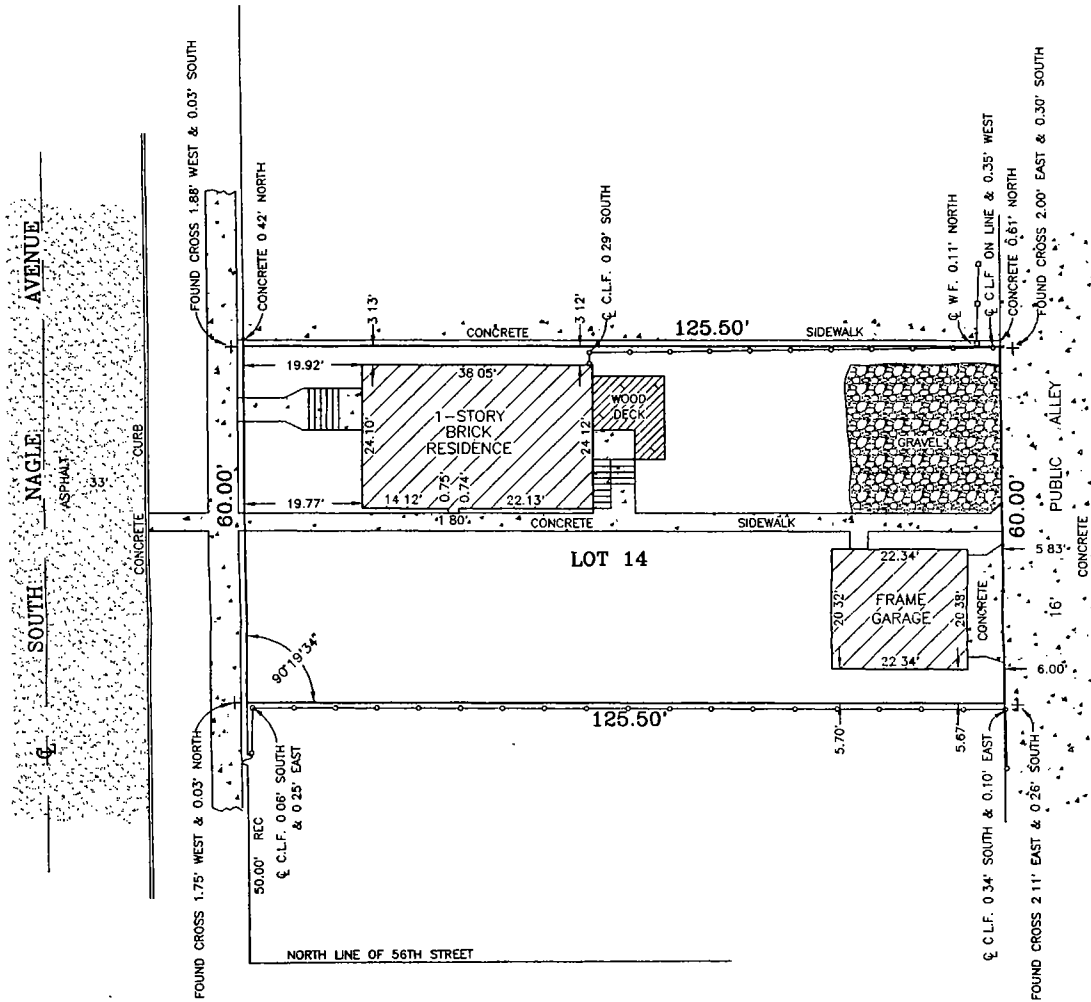 SOUTH NAGLE AVENUE
ASPHALT
33'
CONCRETE CURB
FOUND CROSS 1.88' WEST & 0.03' SOUTH
CONCRETE 0.42' NORTH
60.00'
19.92'
3 13'
CONCRETE
3 12'
℄ C.L.F. 0.29' SOUTH
125.50'
SIDEWALK
℄ W F. 0.11' NORTH
℄ C.L.F ON LINE & 0.35' WEST
CONCRETE 0.61' NORTH
FOUND CROSS 2.00' EAST & 0.30' SOUTH
38 05'
24.10'
1-STORY
BRICK
RESIDENCE
24 12'
WOOD
DECK
GRAVEL
PUBLIC ALLEY
16'
CONCRETE
60.00'
19.77'
14 12'
0.75'
0.74'
22.13'
1 80'
CONCRETE
SIDEWALK
LOT 14
5 83'
22.34'
20 32'
FRAME
GARAGE
20 38'
CONCRETE
22 34'
6.00'
90°19'34"
125.50'
5.70'
5.67'
FOUND CROSS 1.75' WEST & 0.03' NORTH
50.00' REC
℄ C.L.F. 0.06' SOUTH
& 0 25' EAST
℄ C.L.F. 0 34' SOUTH & 0.10' EAST
FOUND CROSS 2 11' EAST & 0 26' SOUTH
℄
NORTH LINE OF 56TH STREET